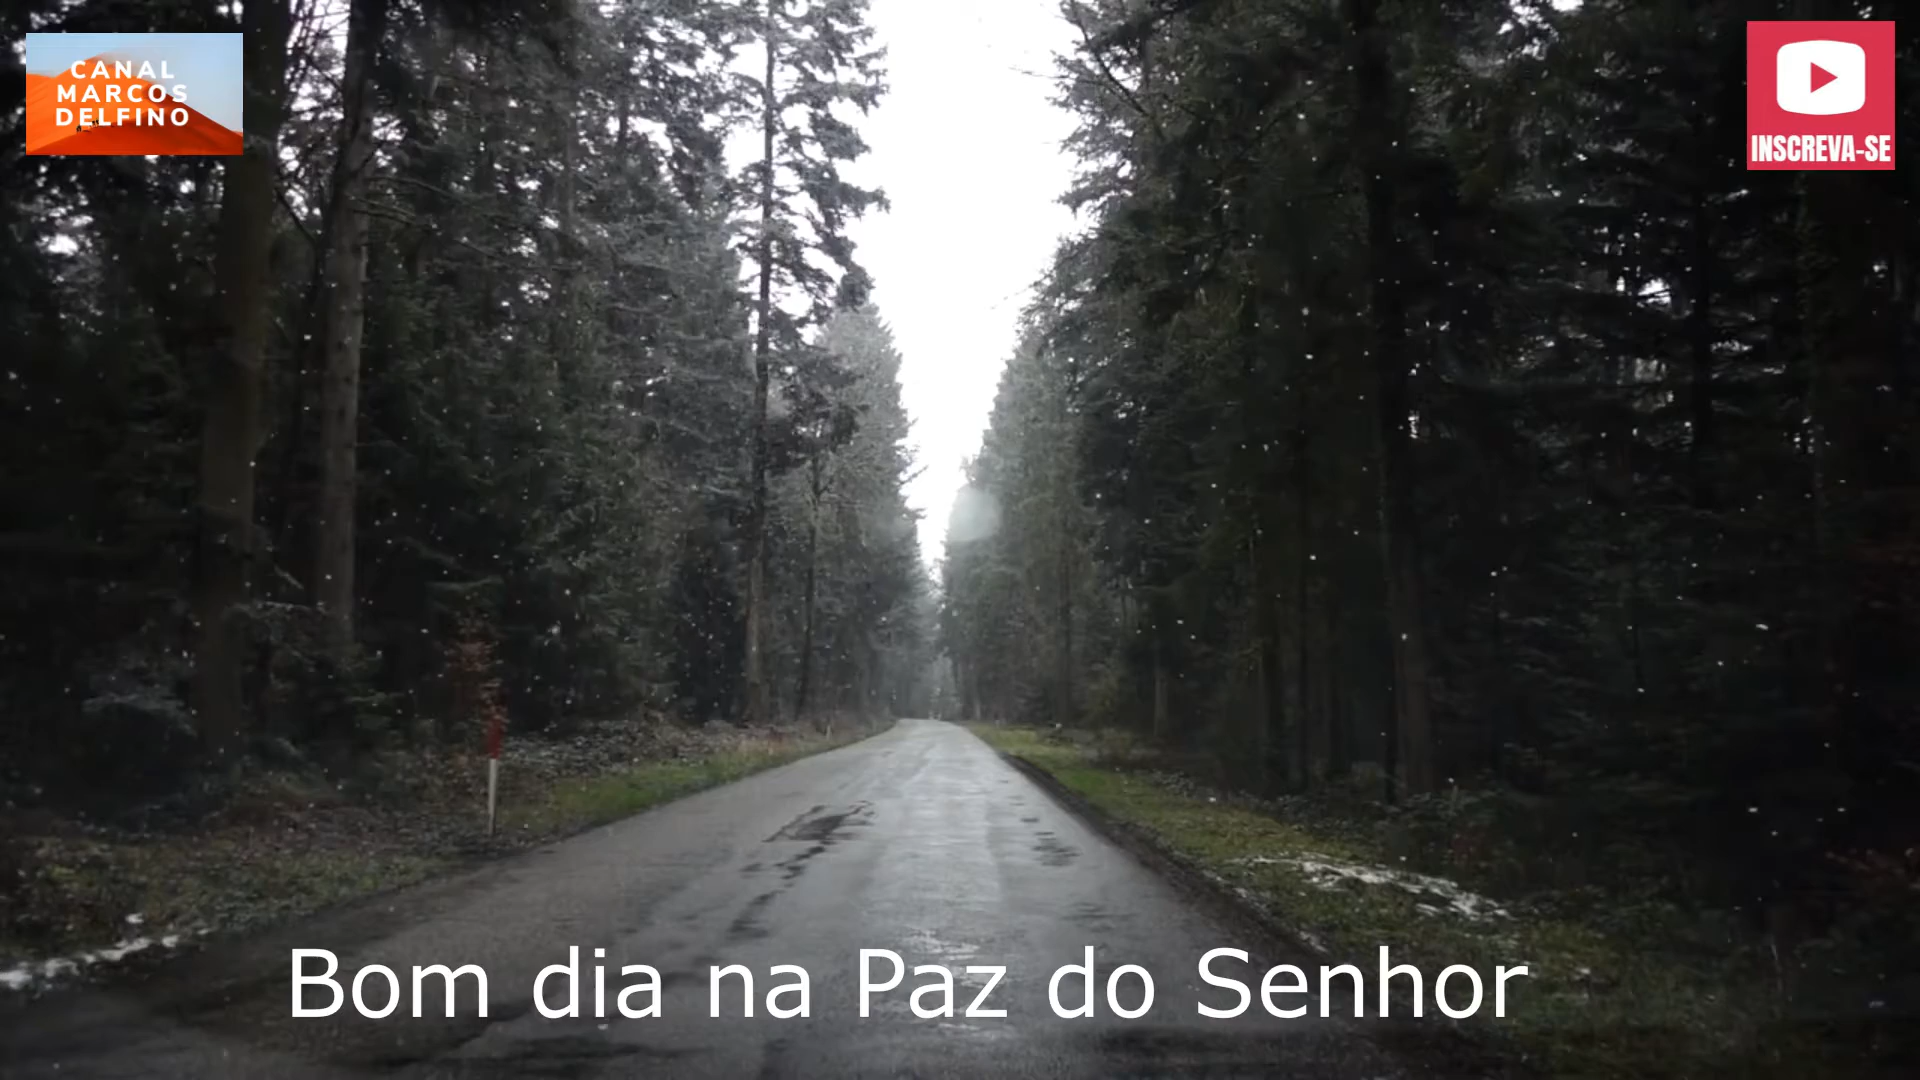 CANAL
MARCOS
DELFINO
INSCREVA-SE
Bom dia na Paz do Senhor